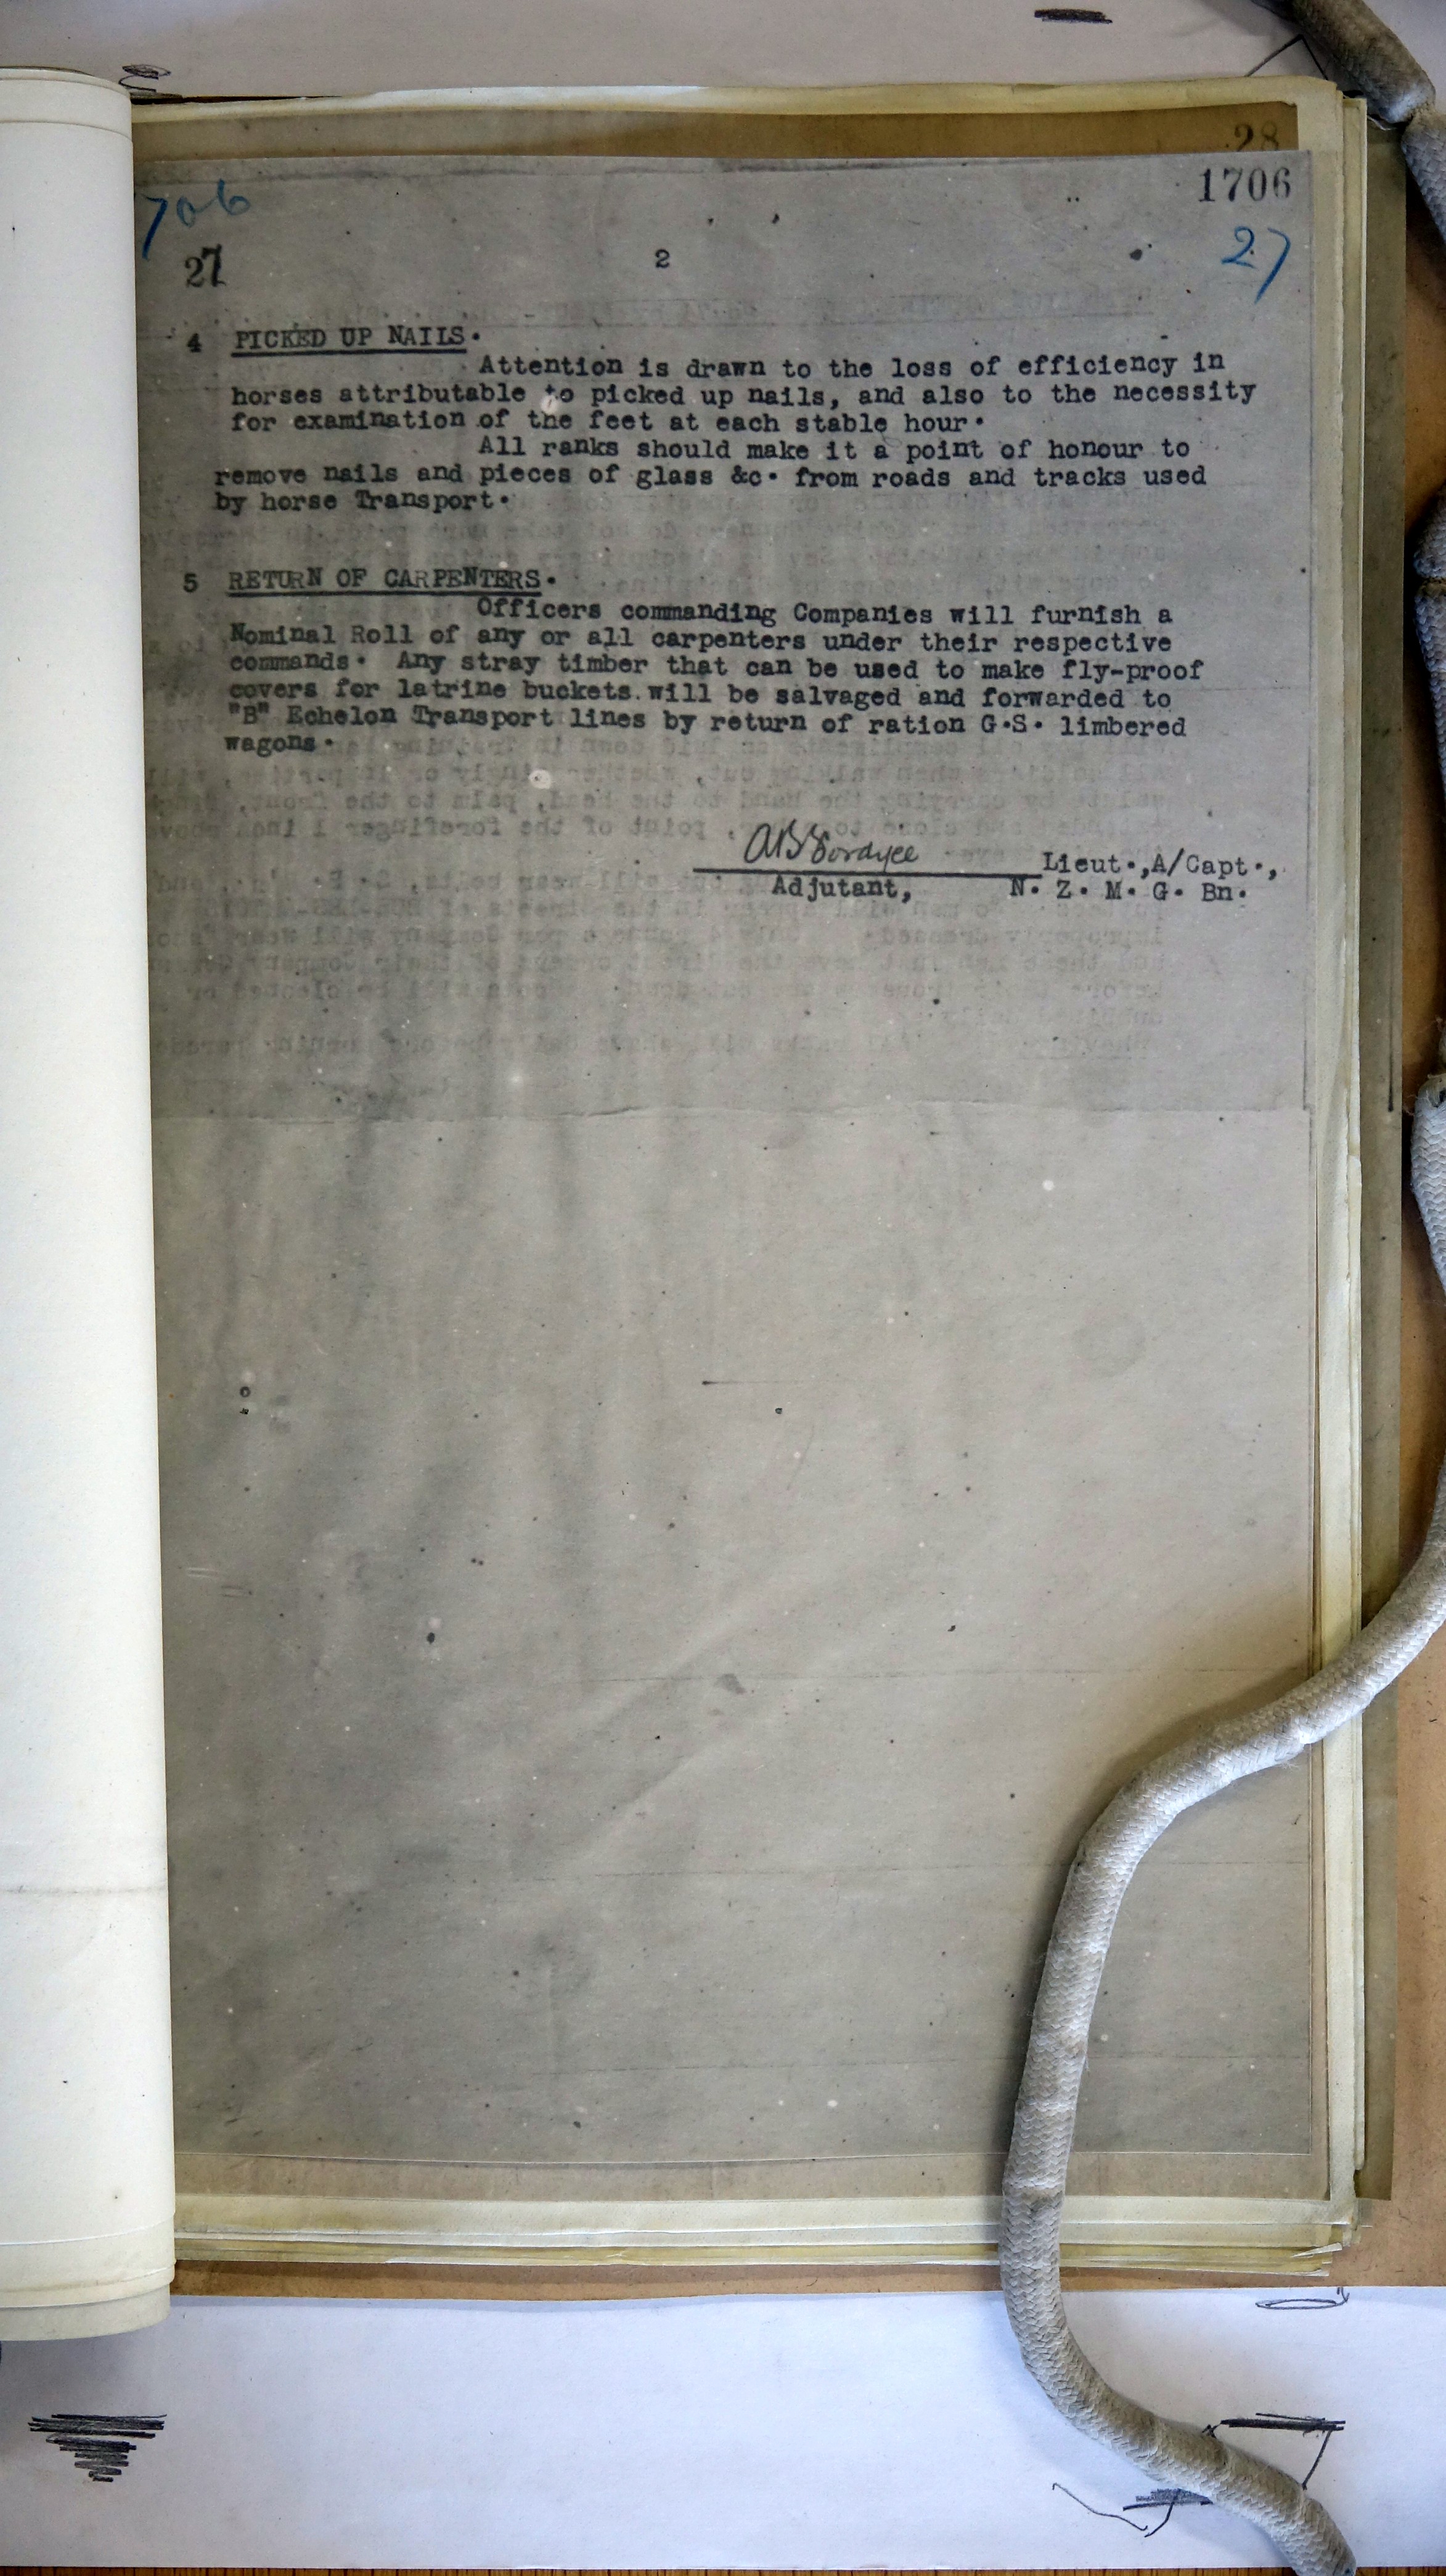 28
1706
706
27
27
2
4 PICKED UP NAILS.
Attention is drawn to the loss of efficiency in
horses attributable to picked up nails, and also to the necessity
for examination of the feet at each stable hour.
All ranks should make it a point of honour to
remove nails and pieces of glass &c. from roads and tracks used
by horse Transport.
5 RETURN OF CARPENTERS.
Officers commanding Companies will furnish a
Nominal Roll of any or all carpenters under their respective
commands. Any stray timber that can be used to make fly-proof
covers for latrine buckets will be salvaged and forwarded to
"B" Echelon Transport lines by return of ration G.S. limbered
wagons.
Lieut.,A/Capt.,
Adjutant, N. Z. M. G. Bn.